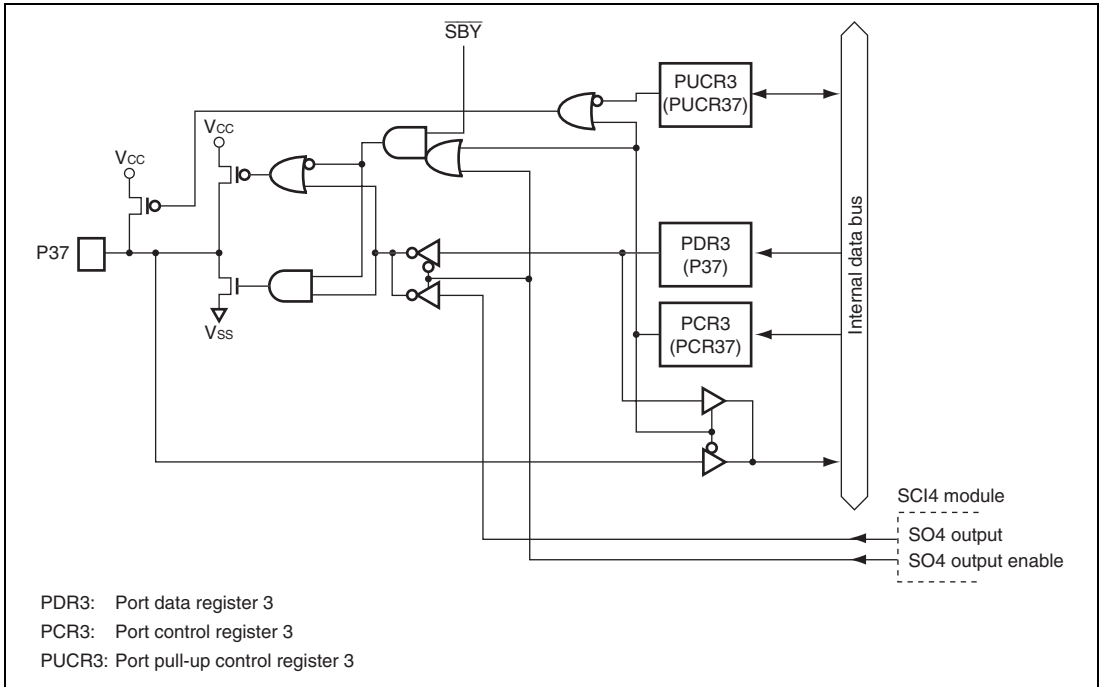 SBY
PUCR3
(PUCR37)
VCC
VCC
P37
PDR3
(P37)
VSS
PCR3
(PCR37)
Internal data bus
SCI4 module
SO4 output
SO4 output enable
PDR3: Port data register 3
PCR3: Port control register 3
PUCR3: Port pull-up control register 3